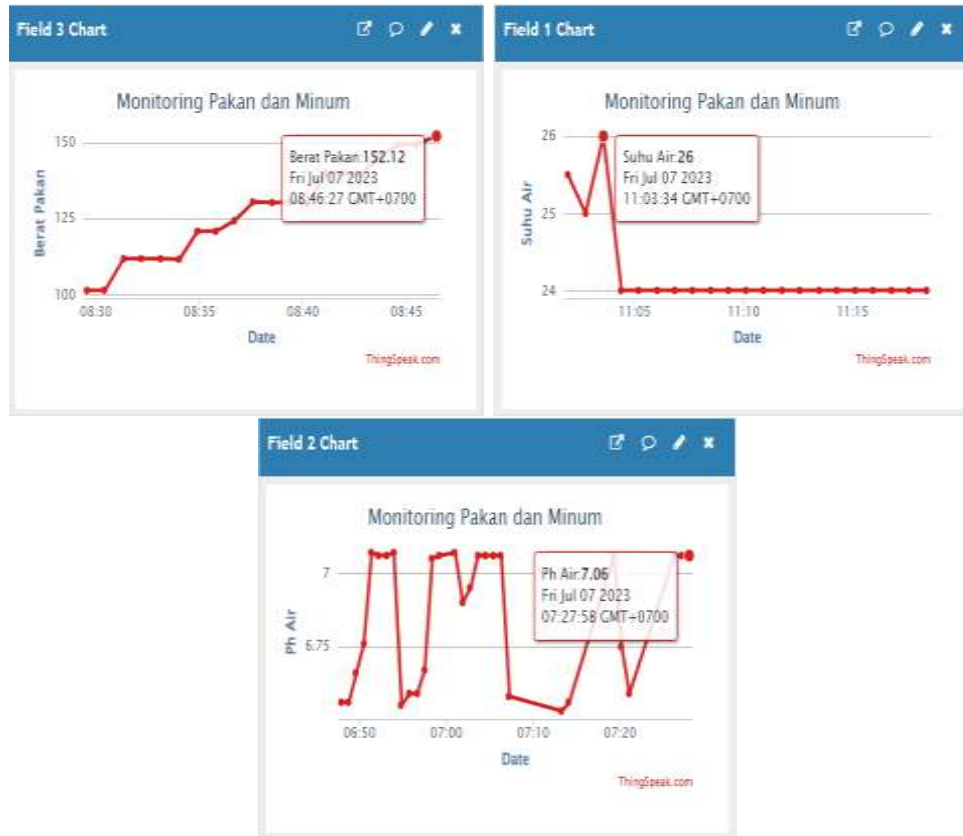 Field 3 Chart
Monitoring Pakan dan Minum
150
125
100
Berat Pakan
Berat Pakan:152.12
Fri Jul 07 2023
08:46:27 GMT+0700
08:30
08:35
08:40
08:45
Date
ThingSpeak.com
Field 1 Chart
Monitoring Pakan dan Minum
26
25
24
Suhu Air
Suhu Air:26
Fri Jul 07 2023
11:03:34 GMT+0700
11:05
11:10
11:15
Date
ThingSpeak.com
Field 2 Chart
Monitoring Pakan dan Minum
7
6.75
Ph Air
Ph Air:7.06
Fri Jul 07 2023
07:27:58 GMT+0700
06:50
07:00
07:10
07:20
Date
ThingSpeak.com